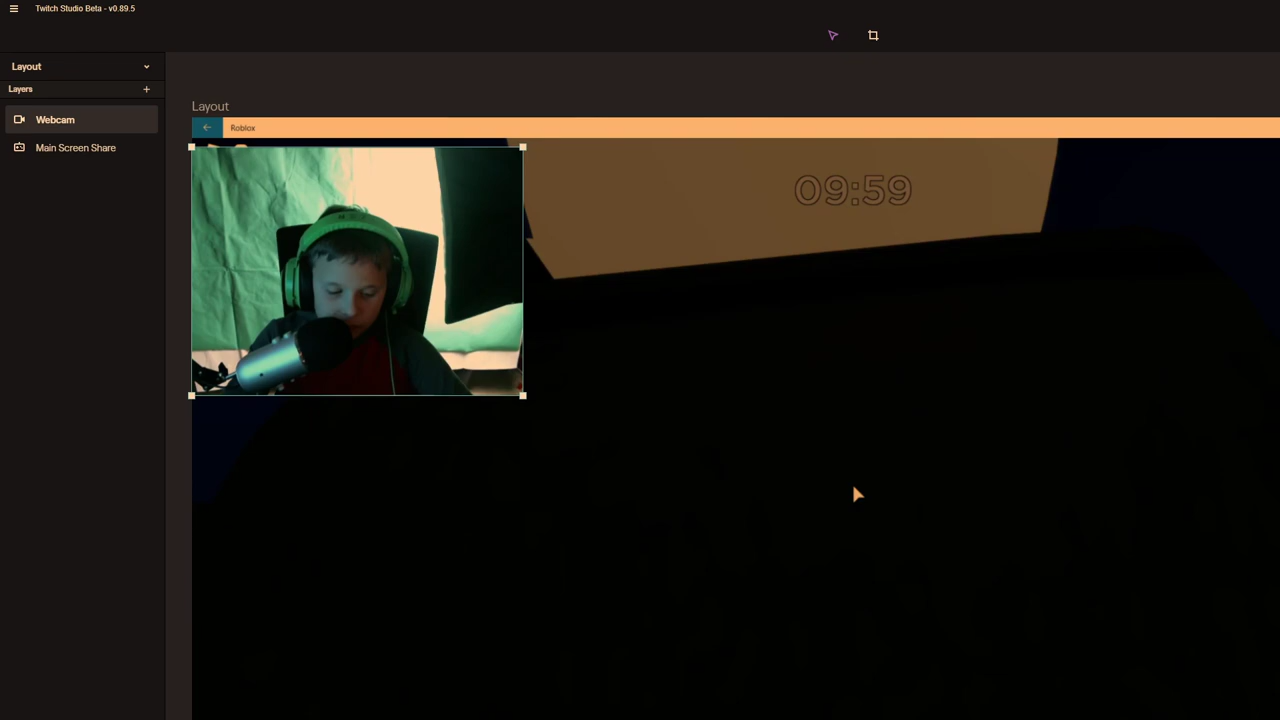 Twitch Studio Beta - v0.89.5
Layout
Layers
Webcam
Main Screen Share
Layout
Roblox
09:59